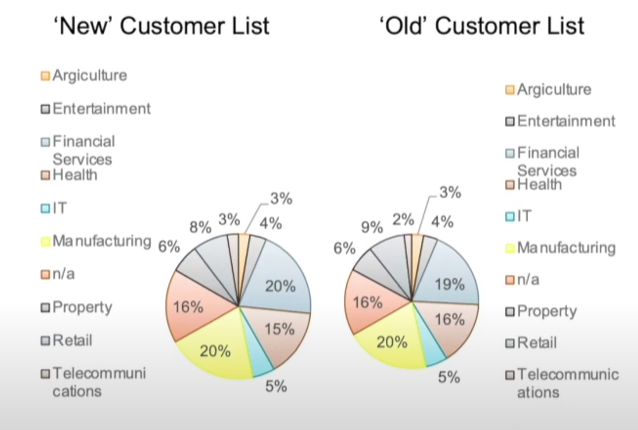 ‘New’ Customer List
Argiculture
Entertainment
Financial
Services
Health
IT
Manufacturing
n/a
Property
Retail
Telecommuni
cations
3%
4%
20%
15%
5%
20%
16%
6%
8%
3%
‘Old’ Customer List
3%
4%
19%
16%
5%
20%
16%
6%
9%
2%
Argiculture
Entertainment
Financial
Services
Health
IT
Manufacturing
n/a
Property
Retail
Telecommunic
ations